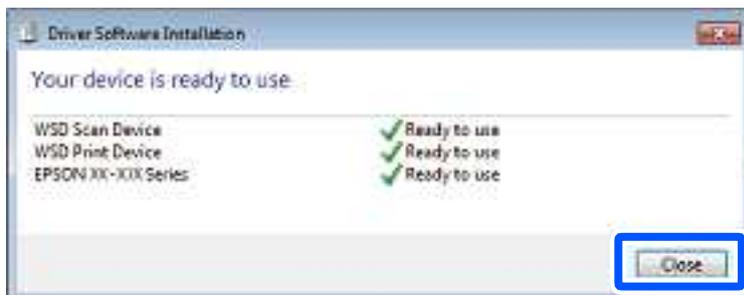 Driver Software Installation
Your device is ready to use
WSD Scan Device Ready to use
WSD Print Device Ready to use
EPSON XX-XXX Series Ready to use
Close